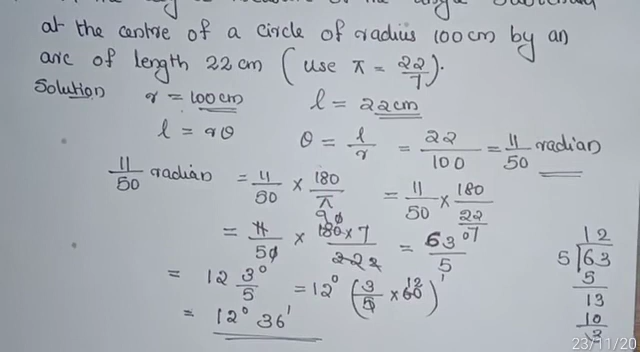 at the centre of a circle of radius 100 cm by an
arc of length 22 cm ( use π = 22/7 ).
Solution r = 100 cm l = 22 cm
l = rθ θ = l/r = 22/100 = 11/50 radian
11/50 radian = 11/50 × 180/π = 11/50 × 180/(22/7)
= 11/50 × 180×7/22 = 63°/5
= 12 3/5° = 12° (3/5 × 60)'
= 12° 36'
12
5 63
5
13
10
3
23/11/20